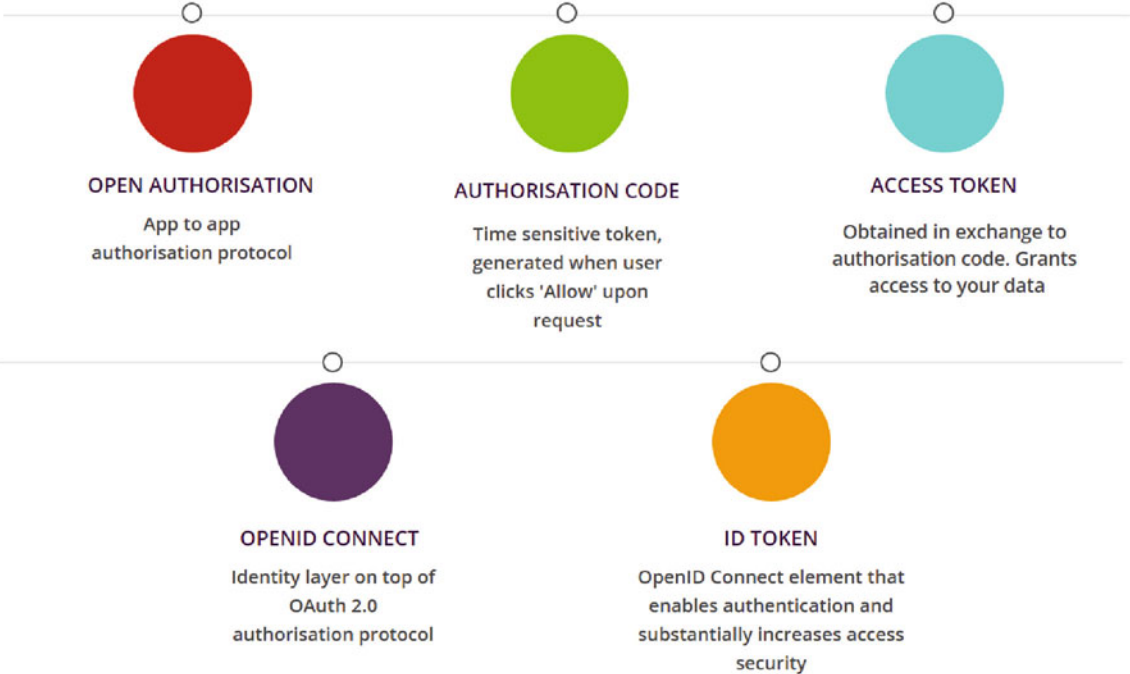 OPEN AUTHORISATION
App to app
authorisation protocol
AUTHORISATION CODE
Time sensitive token,
generated when user
clicks 'Allow' upon
request
ACCESS TOKEN
Obtained in exchange to
authorisation code. Grants
access to your data
OPENID CONNECT
Identity layer on top of
OAuth 2.0
authorisation protocol
ID TOKEN
OpenID Connect element that
enables authentication and
substantially increases access
security